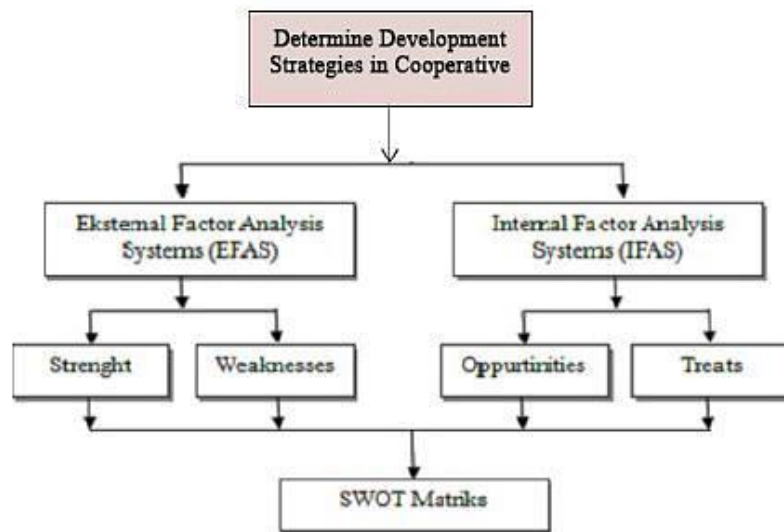 Determine Development
Strategies in Cooperative
Eksternal Factor Analysis
Systems (EFAS)
Internal Factor Analysis
Systems (IFAS)
Strenght
Weaknesses
Oppurtinities
Treats
SWOT Matriks